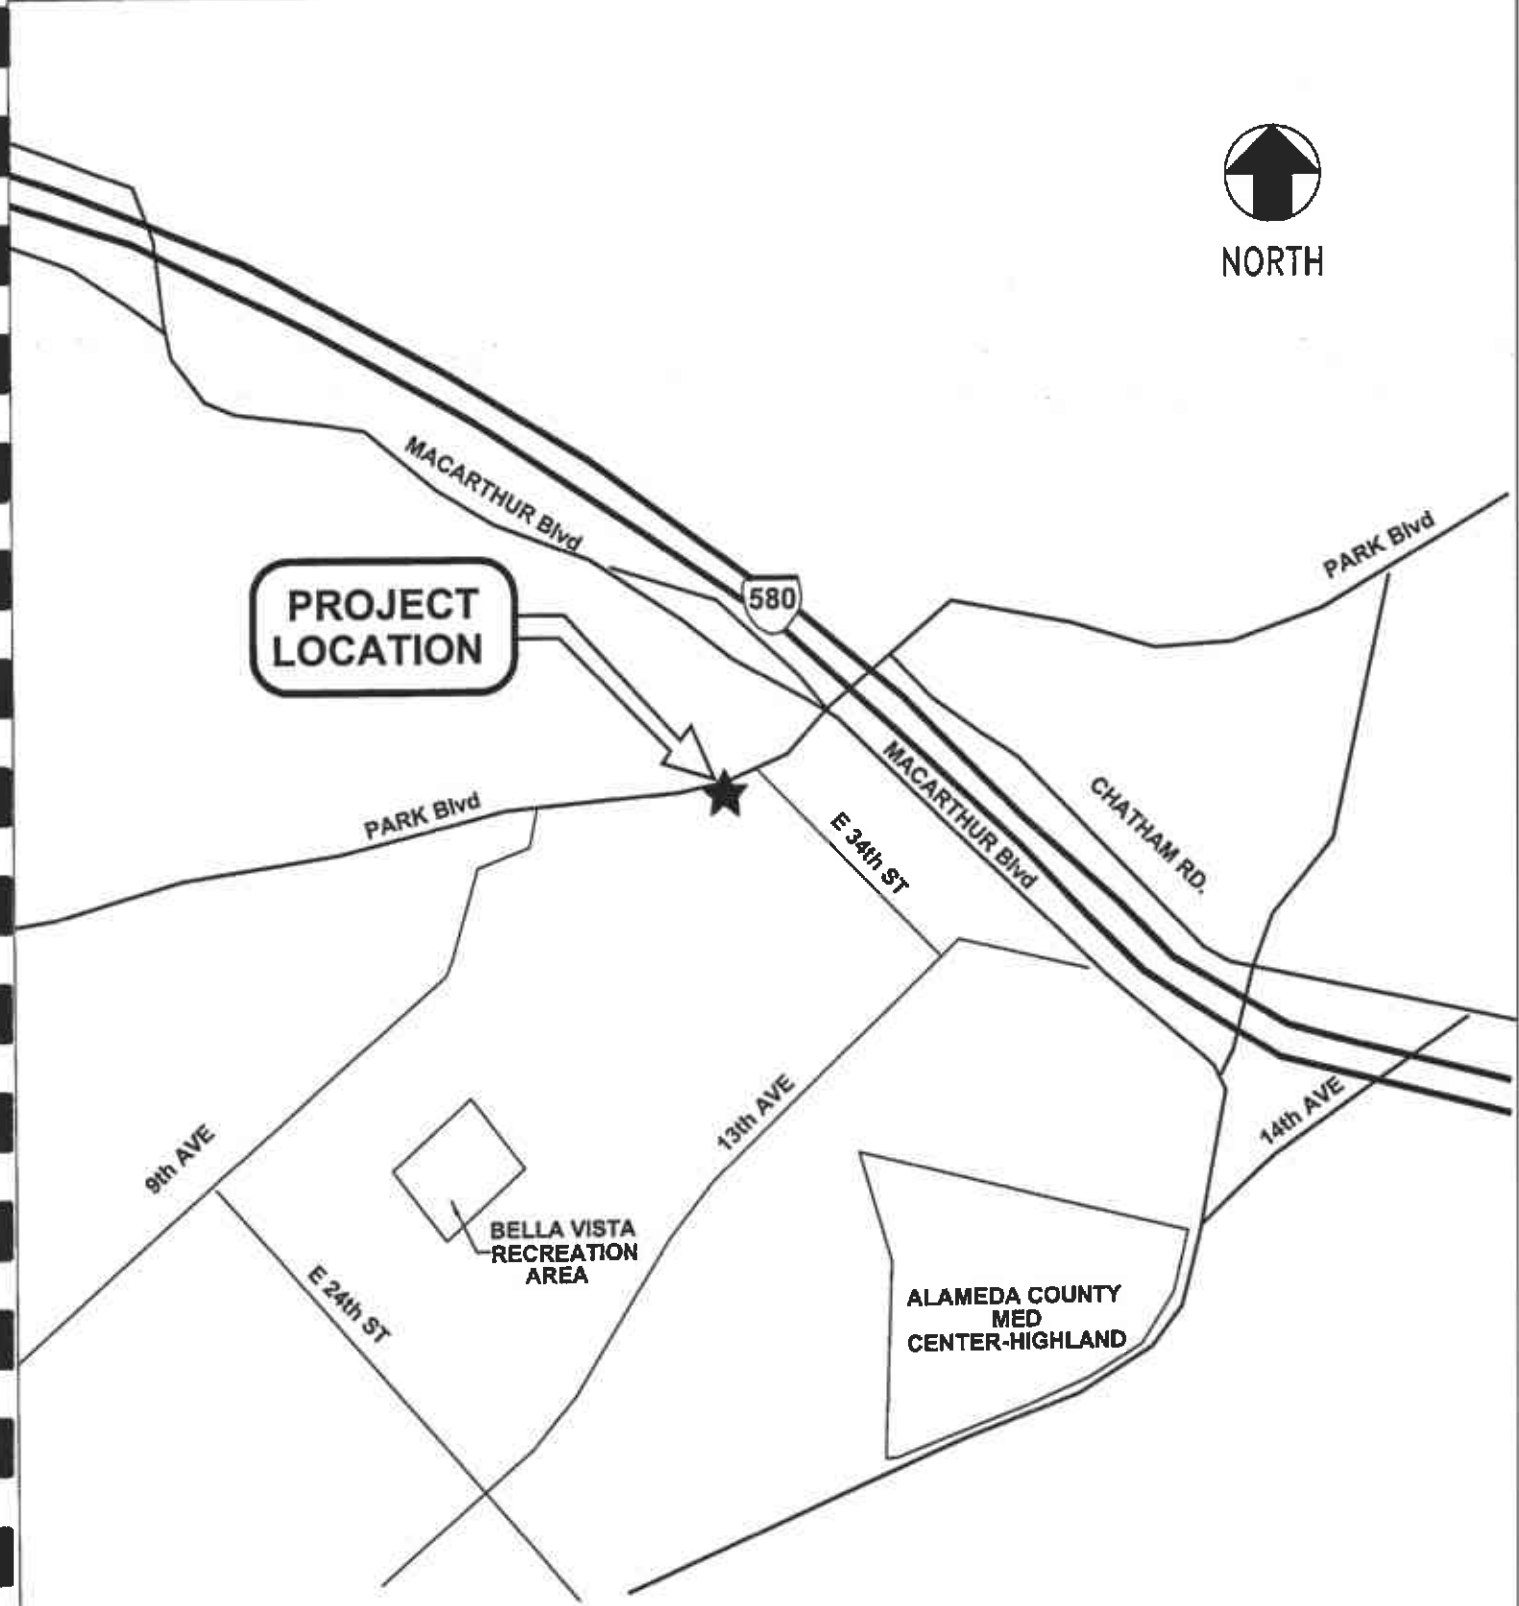 NORTH
MACARTHUR Blvd
PARK Blvd
580
PROJECT
LOCATION
MACARTHUR Blvd
CHATHAM RD.
PARK Blvd
E 34th ST
13th AVE
14th AVE
9th AVE
BELLA VISTA
RECREATION
AREA
E 24th ST
ALAMEDA COUNTY
MED
CENTER-HIGHLAND